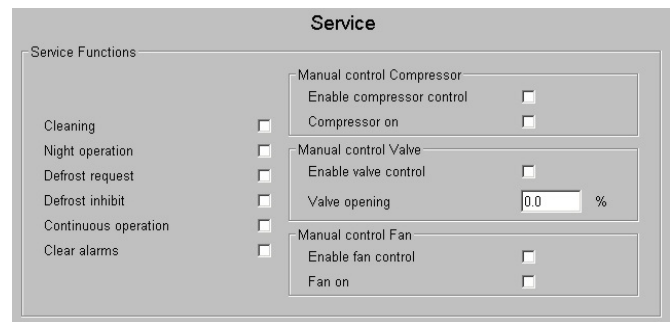 Service
Service Functions
Cleaning
Night operation
Defrost request
Defrost inhibit
Continuous operation
Clear alarms
Manual control Compressor
Enable compressor control
Compressor on
Manual control Valve
Enable valve control
Valve opening 0.0 %
Manual control Fan
Enable fan control
Fan on